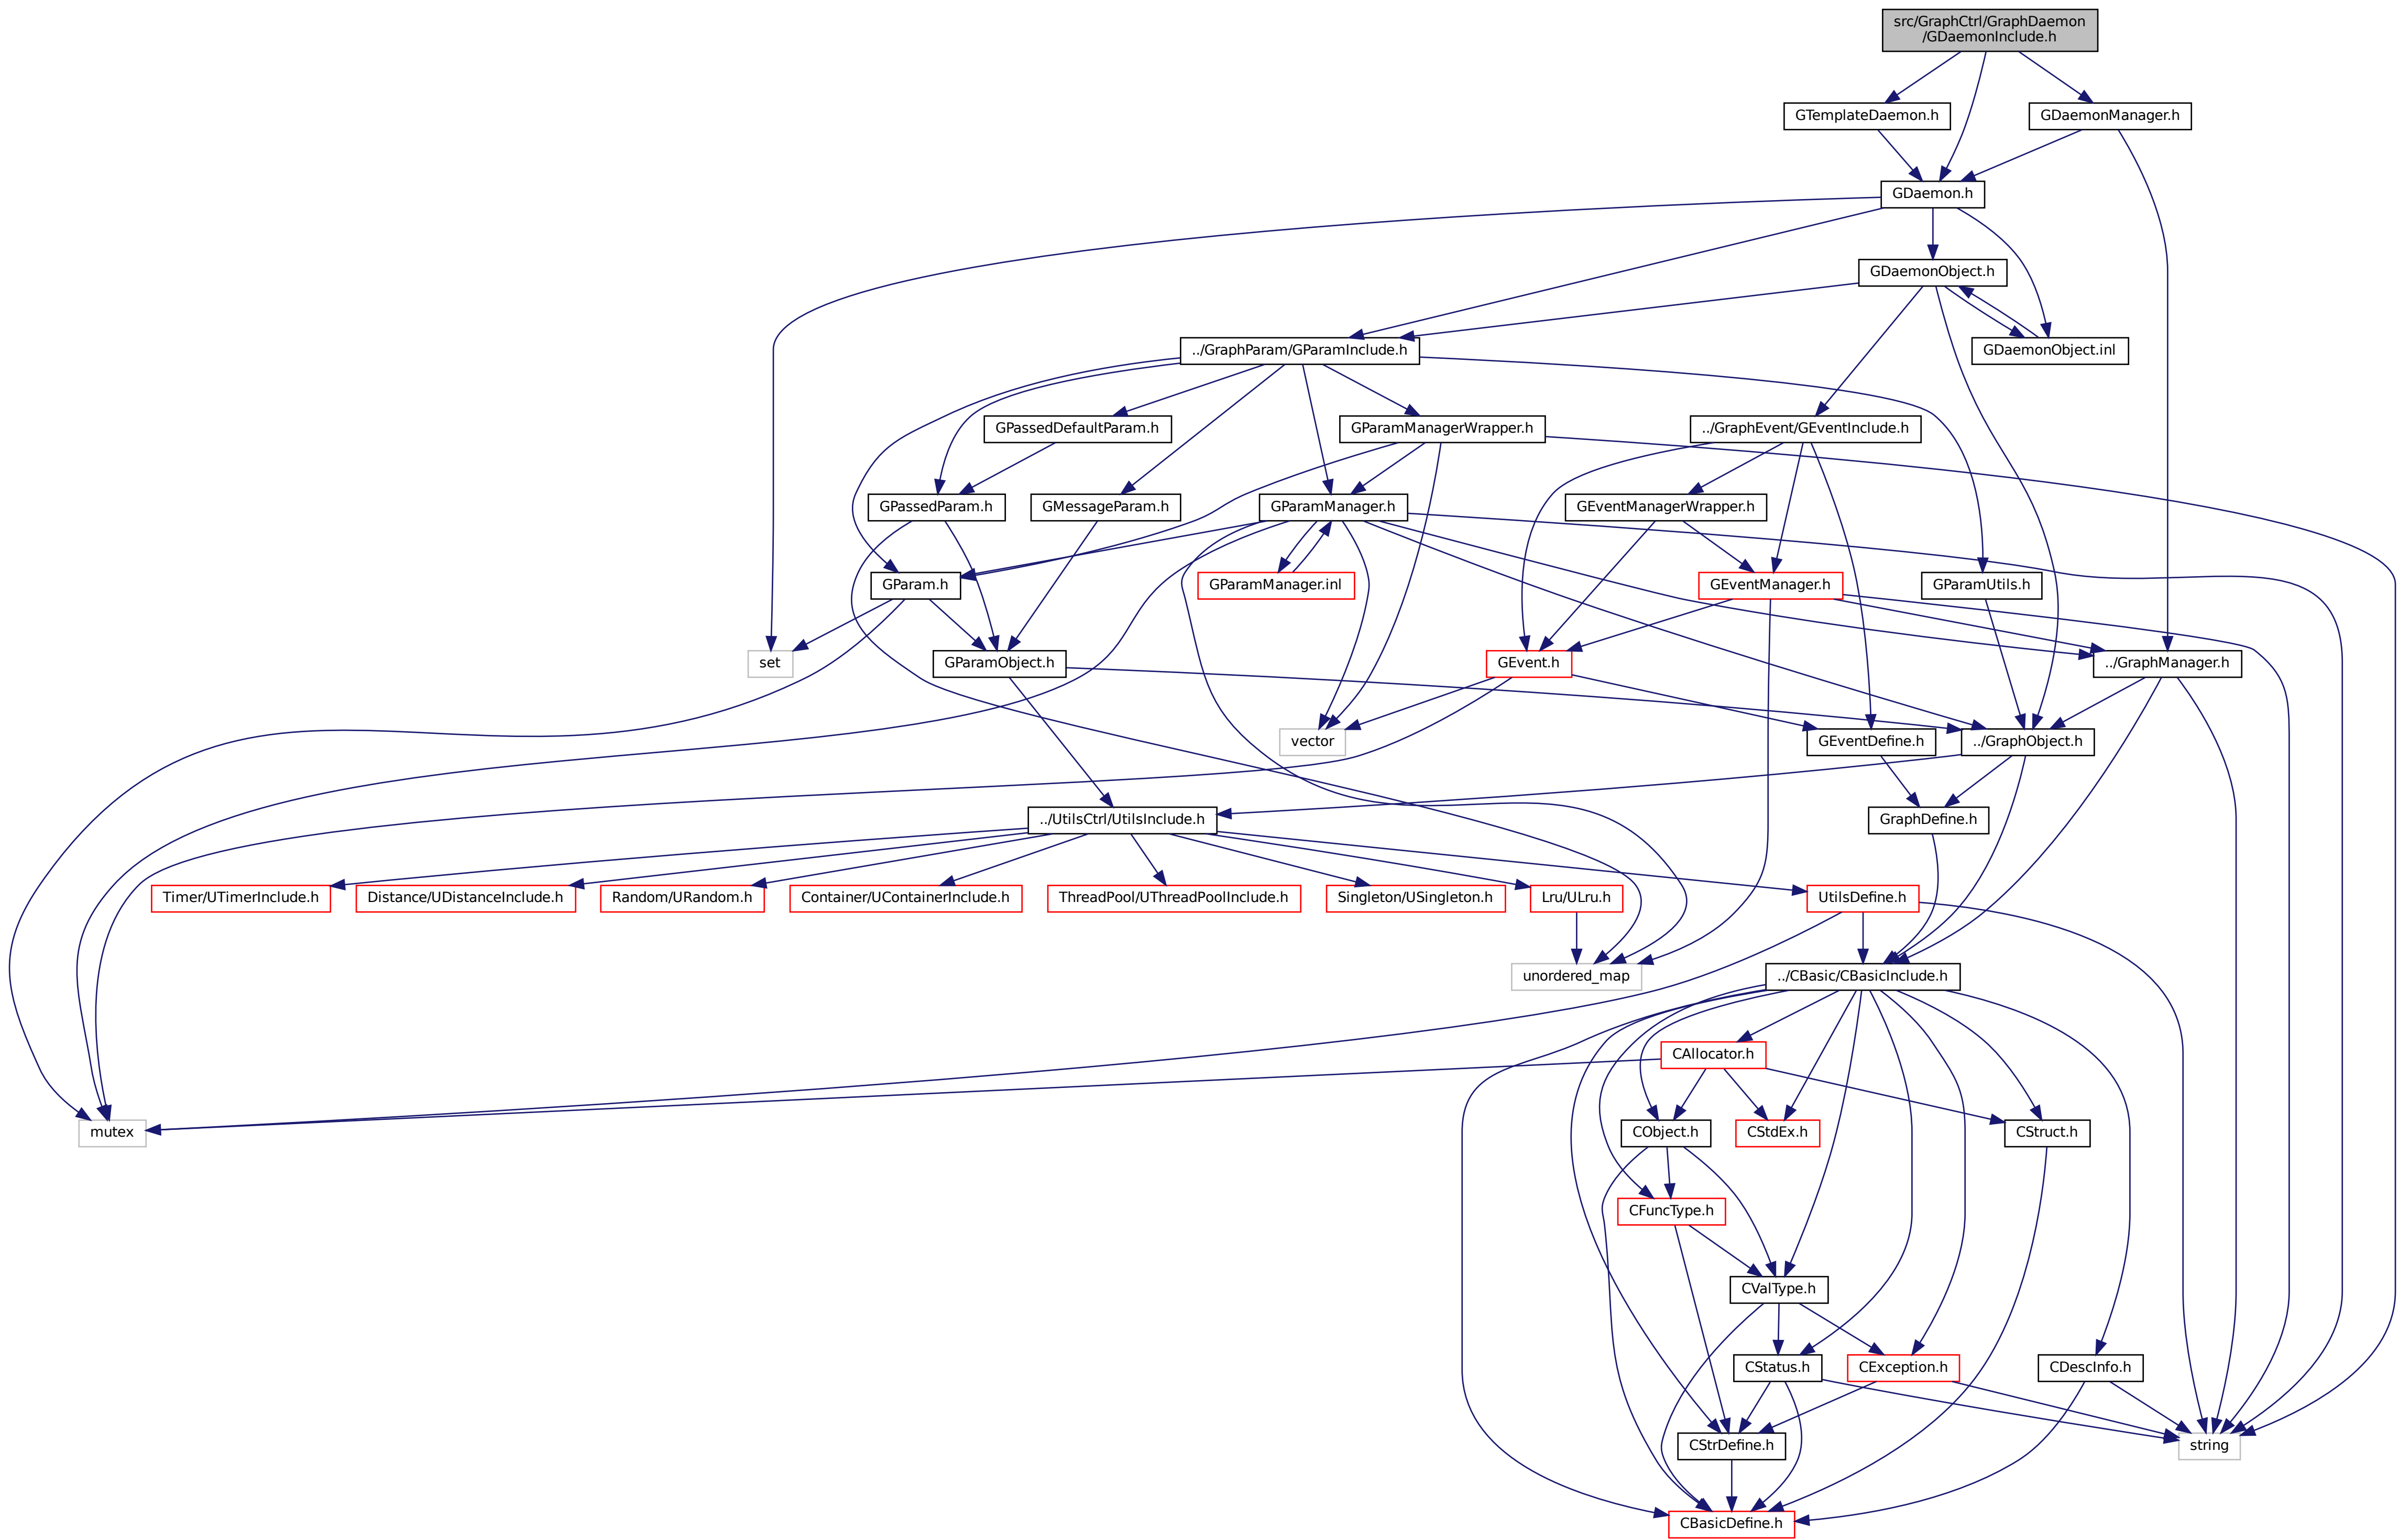 src/GraphCtrl/GraphDaemon
/GDaemonInclude.h
GTemplateDaemon.h
GDaemonManager.h
GDaemon.h
GDaemonObject.h
../GraphParam/GParamInclude.h
GDaemonObject.inl
GPassedDefaultParam.h
GParamManagerWrapper.h
../GraphEvent/GEventInclude.h
GPassedParam.h
GMessageParam.h
GParamManager.h
GEventManagerWrapper.h
GParam.h
GParamManager.inl
GEventManager.h
GParamUtils.h
set
GParamObject.h
GEvent.h
../GraphManager.h
vector
GEventDefine.h
../GraphObject.h
../UtilsCtrl/UtilsInclude.h
GraphDefine.h
Timer/UTimerInclude.h
Distance/UDistanceInclude.h
Random/URandom.h
Container/UContainerInclude.h
ThreadPool/UThreadPoolInclude.h
Singleton/USingleton.h
Lru/ULru.h
UtilsDefine.h
unordered_map
../CBasic/CBasicInclude.h
CAllocator.h
mutex
CObject.h
CStdEx.h
CStruct.h
CFuncType.h
CValType.h
CStatus.h
CException.h
CDescInfo.h
CStrDefine.h
string
CBasicDefine.h